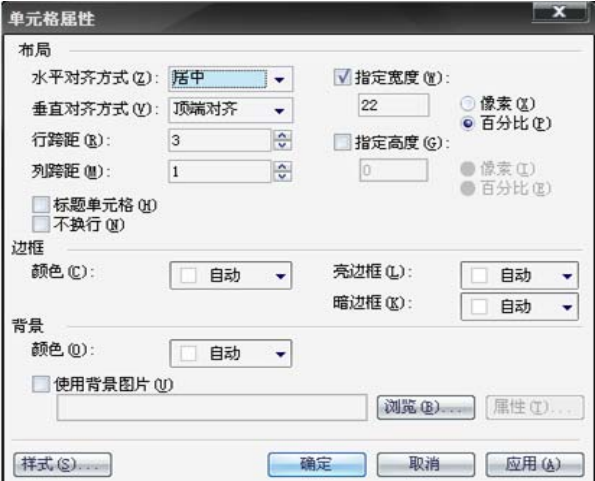 单元格属性
布局
水平对齐方式(Z): 居中 指定宽度(W):
垂直对齐方式(V): 顶端对齐 22 像素(X)
百分比(P)
行跨距(R): 3 指定高度(G):
列跨距(M): 1 0 像素(I)
百分比(E)
标题单元格(H)
不换行(N)
边框
颜色(C): 自动 亮边框(L): 自动
暗边框(K): 自动
背景
颜色(O): 自动
使用背景图片(U)
浏览(B)... 属性(T)...
样式(S)... 确定 取消 应用(A)